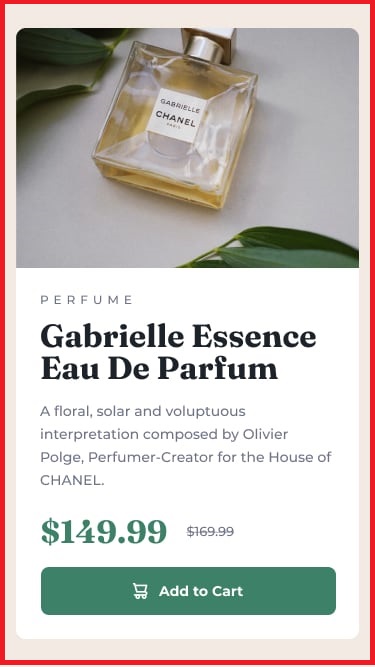 GABRIELLE
CHANEL
PARIS
PERFUME
Gabrielle Essence
Eau De Parfum
A floral, solar and voluptuous
interpretation composed by Olivier
Polge, Perfumer-Creator for the House of
CHANEL.
$149.99 $169.99
Add to Cart